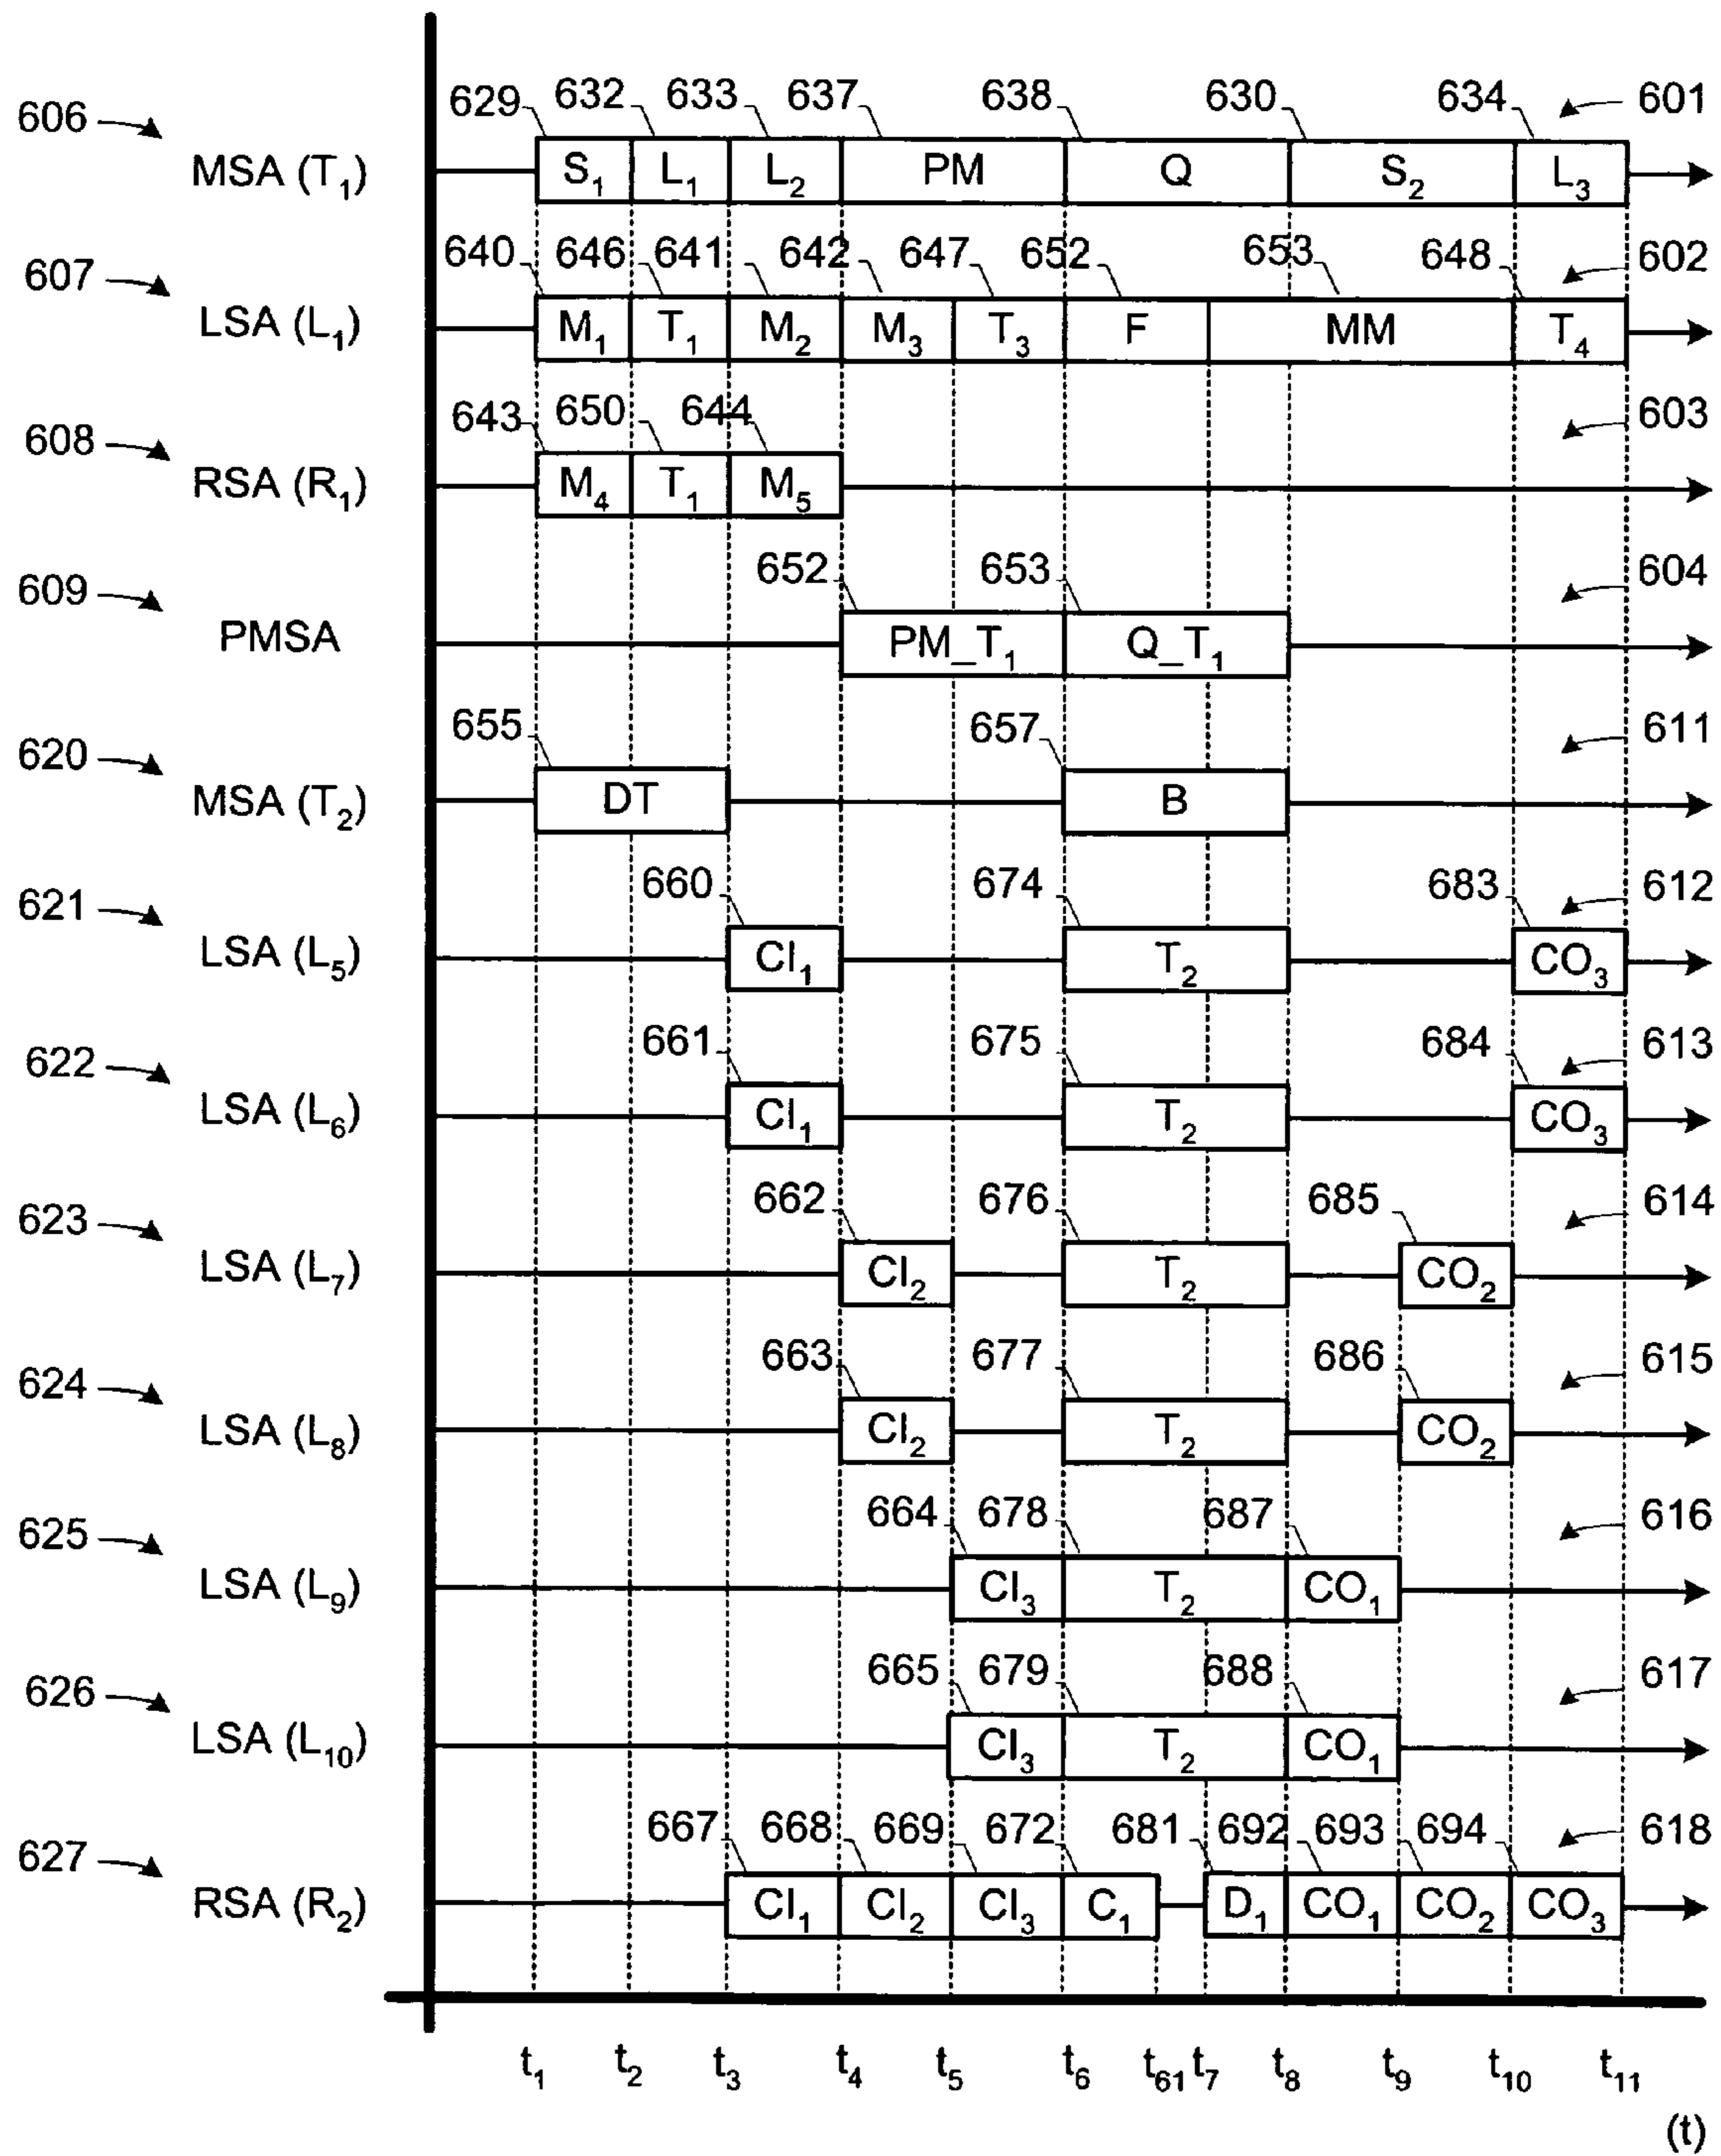 629 632 633 637 638 630 634 601
606 MSA (T1) S1 L1 L2 PM Q S2 L3
640 646 641 642 647 652 653 648 602
607 LSA (L1) M1 T1 M2 M3 T3 F MM T4
643 650 644 603
608 RSA (R1) M4 T1 M5
652 653 604
609 PMSA PM_T1 Q_T1
655 657 611
620 MSA (T2) DT B
660 674 683 612
621 LSA (L5) CI1 T2 CO3
661 675 684 613
622 LSA (L6) CI1 T2 CO3
662 676 685 614
623 LSA (L7) CI2 T2 CO2
663 677 686 615
624 LSA (L8) CI2 T2 CO2
664 678 687 616
625 LSA (L9) CI3 T2 CO1
665 679 688 617
626 LSA (L10) CI3 T2 CO1
667 668 669 672 681 692 693 694 618
627 RSA (R2) CI1 CI2 CI3 C1 D1 CO1 CO2 CO3
t1 t2 t3 t4 t5 t6 t61 t7 t8 t9 t10 t11
(t)